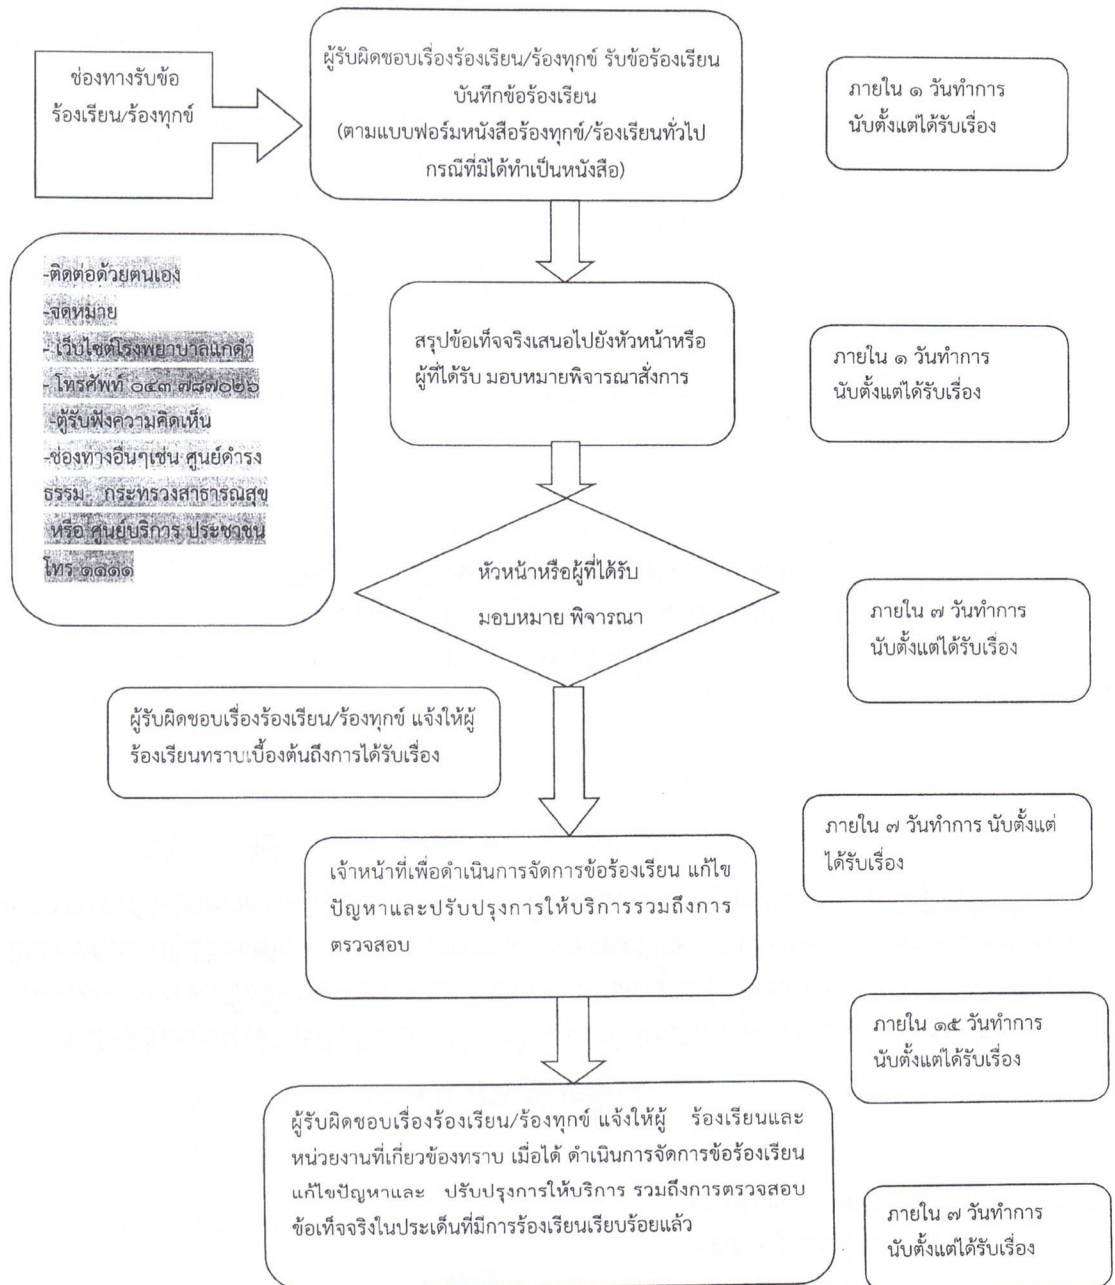 ช่องทางรับข้อ
ร้องเรียน/ร้องทุกข์
ผู้รับผิดชอบเรื่องร้องเรียน/ร้องทุกข์ รับข้อร้องเรียน
บันทึกข้อร้องเรียน
(ตามแบบฟอร์มหนังสือร้องทุกข์/ร้องเรียนทั่วไป
กรณีที่มิได้ทำเป็นหนังสือ)
ภายใน ๑ วันทำการ
นับตั้งแต่ได้รับเรื่อง
-ติดต่อด้วยตนเอง
-จดหมาย
- เว็บไซต์โรงพยาบาลแกดำ
- โทรศัพท์ ๐๔๓ ๗๘๗๐๒๖
-ตู้รับฟังความคิดเห็น
-ช่องทางอื่นๆเช่น ศูนย์ดำรง
ธรรม- กระทรวงสาธารณสุข
หรือ ศูนย์บริการ ประชาชน
โทร ๑๑๑๑
สรุปข้อเท็จจริงเสนอไปยังหัวหน้าหรือ
ผู้ที่ได้รับ มอบหมายพิจารณาสั่งการ
ภายใน ๑ วันทำการ
นับตั้งแต่ได้รับเรื่อง
หัวหน้าหรือผู้ที่ได้รับ
มอบหมาย พิจารณา
ภายใน ๗ วันทำการ
นับตั้งแต่ได้รับเรื่อง
ผู้รับผิดชอบเรื่องร้องเรียน/ร้องทุกข์ แจ้งให้ผู้
ร้องเรียนทราบเบื้องต้นถึงการได้รับเรื่อง
ภายใน ๗ วันทำการ นับตั้งแต่
ได้รับเรื่อง
เจ้าหน้าที่เพื่อดำเนินการจัดการข้อร้องเรียน แก้ไข
ปัญหาและปรับปรุงการให้บริการรวมถึงการ
ตรวจสอบ
ภายใน ๑๕ วันทำการ
นับตั้งแต่ได้รับเรื่อง
ผู้รับผิดชอบเรื่องร้องเรียน/ร้องทุกข์ แจ้งให้ผู้ ร้องเรียนและ
หน่วยงานที่เกี่ยวข้องทราบ เมื่อได้ ดำเนินการจัดการข้อร้องเรียน
แก้ไขปัญหาและ ปรับปรุงการให้บริการ รวมถึงการตรวจสอบ
ข้อเท็จจริงในประเด็นที่มีการร้องเรียนเรียบร้อยแล้ว
ภายใน ๗ วันทำการ
นับตั้งแต่ได้รับเรื่อง